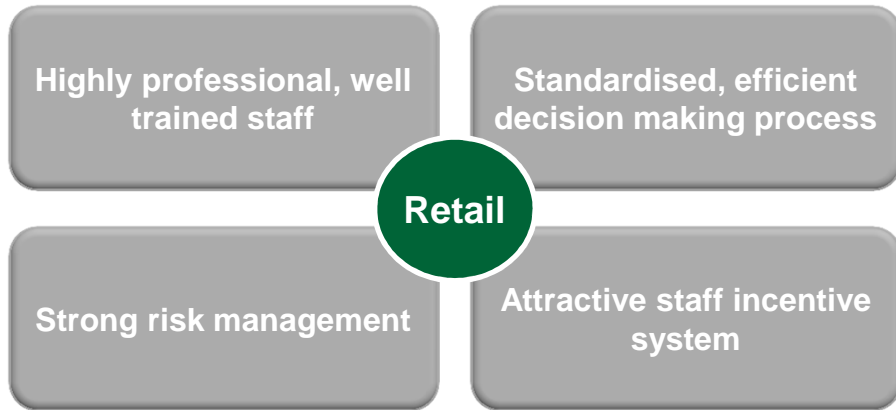 Highly professional, well
trained staff
Standardised, efficient
decision making process
Retail
Strong risk management
Attractive staff incentive
system